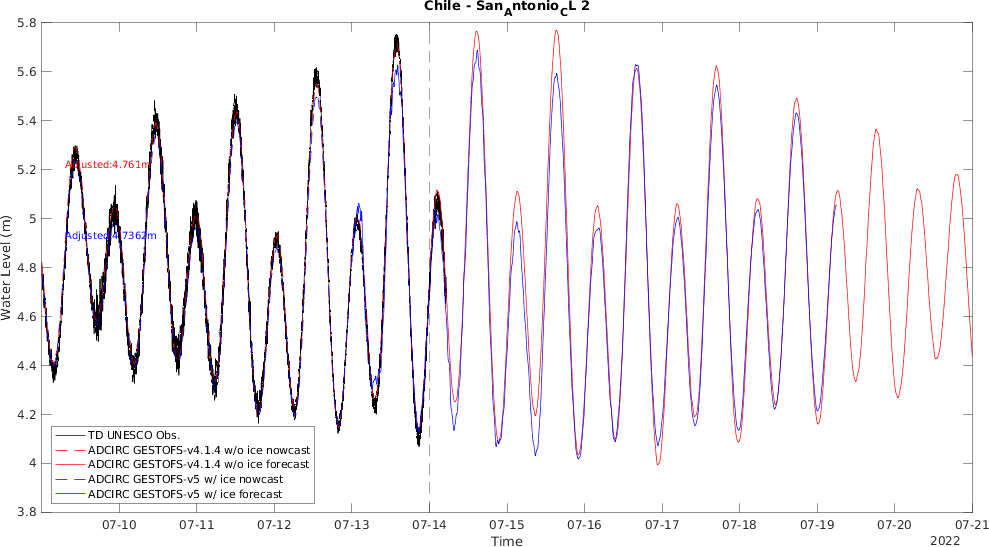 Chile - San_Antonio_CL 2
5.8
5.6
5.4
5.2
5
4.8
4.6
4.4
4.2
4
3.8
Water Level (m)
Adjusted:4.761m
Adjusted:4.7362m
TD UNESCO Obs.
ADCIRC GESTOFS-v4.1.4 w/o ice nowcast
ADCIRC GESTOFS-v4.1.4 w/o ice forecast
ADCIRC GESTOFS-v5 w/ ice nowcast
ADCIRC GESTOFS-v5 w/ ice forecast
07-10 07-11 07-12 07-13 07-14 07-15 07-16 07-17 07-18 07-19 07-20 07-21
Time
2022